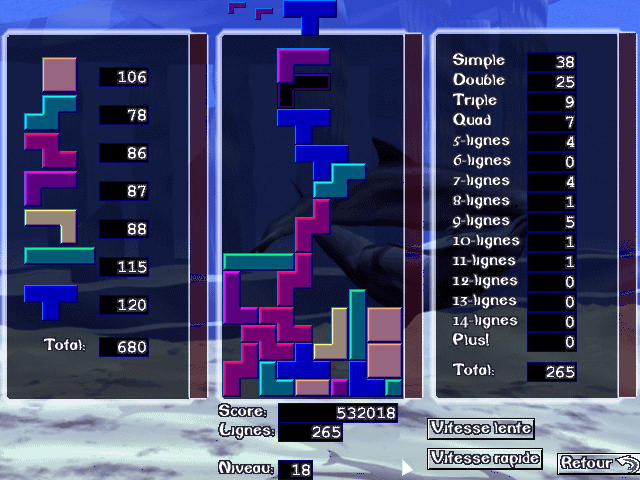 106
78
86
87
88
115
120
Total: 680
Simple 38
Double 25
Triple 9
Quad 7
5-lignes 4
6-lignes 0
7-lignes 4
8-lignes 1
9-lignes 5
10-lignes 1
11-lignes 1
12-lignes 0
13-lignes 0
14-lignes 0
Plus! 0
Total: 265
Score: 532018
Lignes: 265
Niveau: 18
Vitesse lente
Vitesse rapide
Retour